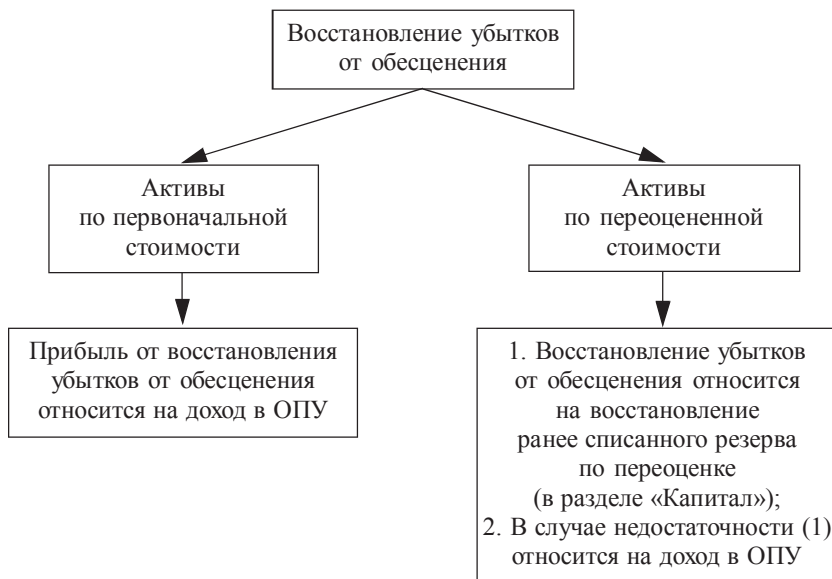 Восстановление убытков
от обесценения
Активы
по первоначальной
стоимости
Активы
по переоцененной
стоимости
Прибыль от восстановления
убытков от обесценения
относится на доход в ОПУ
1. Восстановление убытков
от обесценения относится
на восстановление
ранее списанного резерва
по переоценке
(в разделе «Капитал»);
2. В случае недостаточности (1)
относится на доход в ОПУ